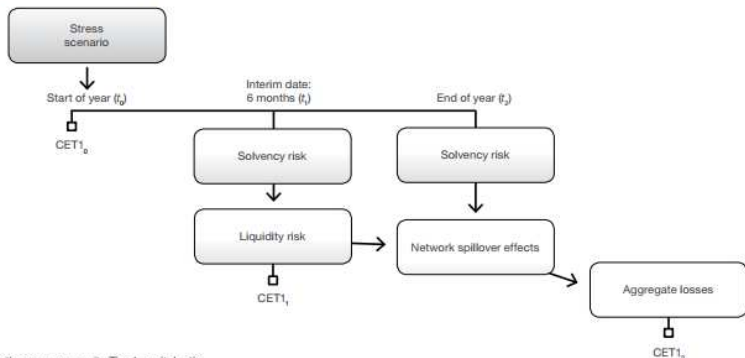 Stress
scenario
Start of year (t0)
Interim date:
6 months (t1)
End of year (t2)
CET10
Solvency risk
Solvency risk
Liquidity risk
Network spillover effects
CET11
Aggregate losses